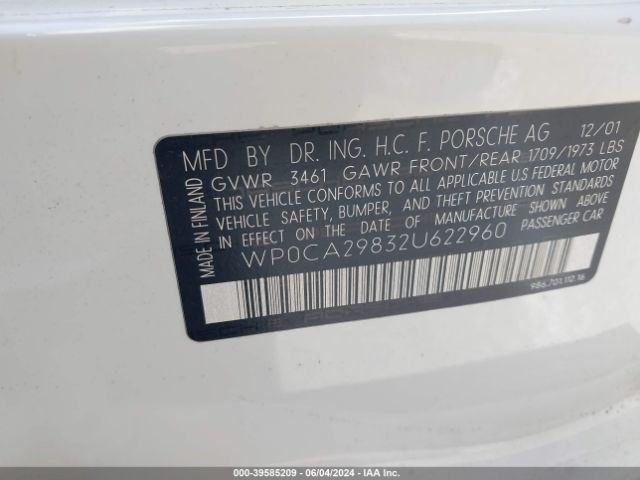 MFD BY DR. ING. H.C. F. PORSCHE AG 12/01
GVWR 3461 GAWR FRONT/REAR 1709/1973 LBS
THIS VEHICLE CONFORMS TO ALL APPLICABLE U.S FEDERAL MOTOR
VEHICLE SAFETY, BUMPER, AND THEFT PREVENTION STANDARDS
IN EFFECT ON THE DATE OF MANUFACTURE SHOWN ABOVE
WP0CA29832U622960 PASSENGER CAR
MADE IN FINLAND
986.701.112.16
000-39585209 - 06/04/2024 - IAA Inc.